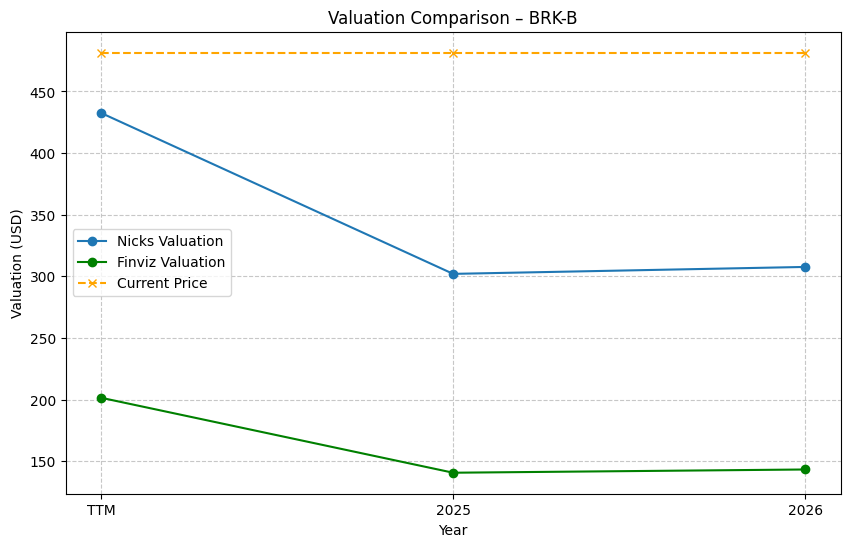 Valuation Comparison – BRK-B
Valuation (USD)
450
400
350
300
250
200
150
Nicks Valuation
Finviz Valuation
Current Price
TTM
2025
2026
Year